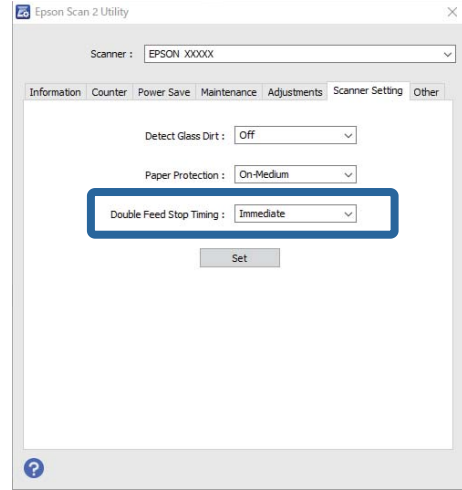 Epson Scan 2 Utility
Scanner : EPSON XXXXX
Information Counter Power Save Maintenance Adjustments Scanner Setting Other
Detect Glass Dirt : Off
Paper Protection : On-Medium
Double Feed Stop Timing : Immediate
Set
?